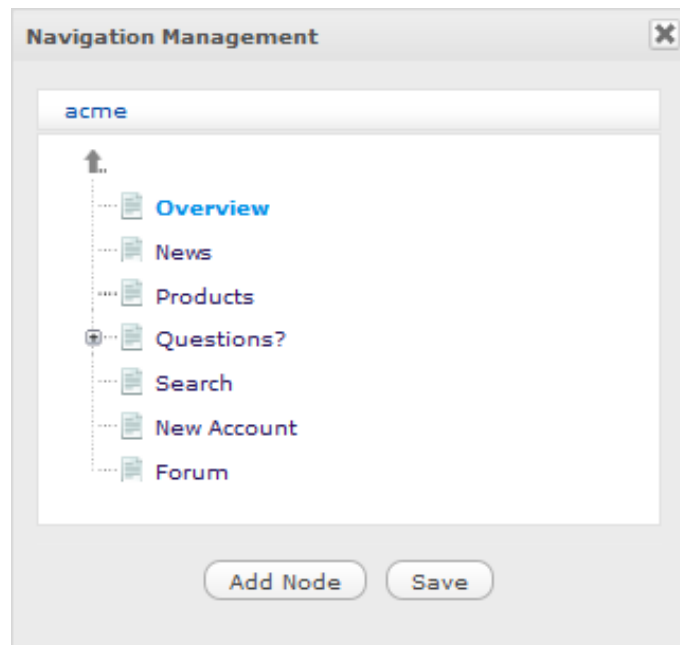 Navigation Management
acme
Overview
News
Products
Questions?
Search
New Account
Forum
Add Node Save